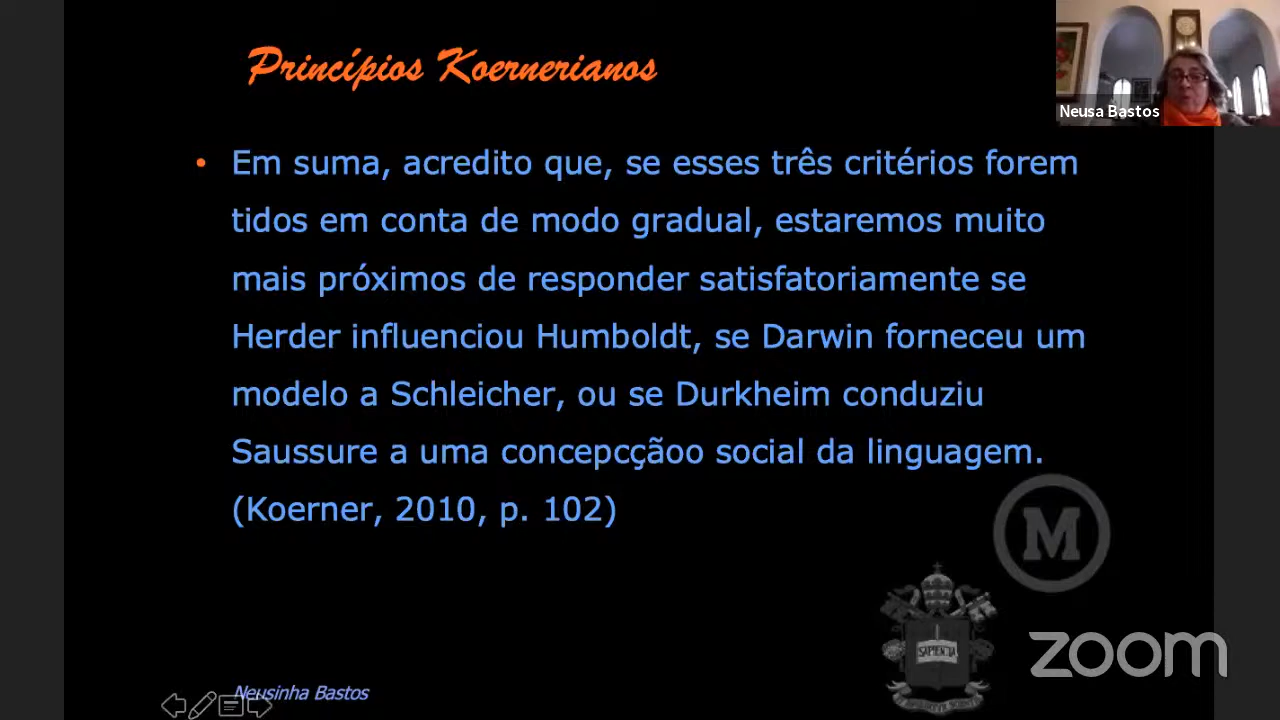 Princípios Koernerianos
Neusa Bastos
• Em suma, acredito que, se esses três critérios forem
tidos em conta de modo gradual, estaremos muito
mais próximos de responder satisfatoriamente se
Herder influenciou Humboldt, se Darwin forneceu um
modelo a Schleicher, ou se Durkheim conduziu
Saussure a uma concepcçãoo social da linguagem.
(Koerner, 2010, p. 102)
M
SAPIENTIA
zoom
Neusinha Bastos